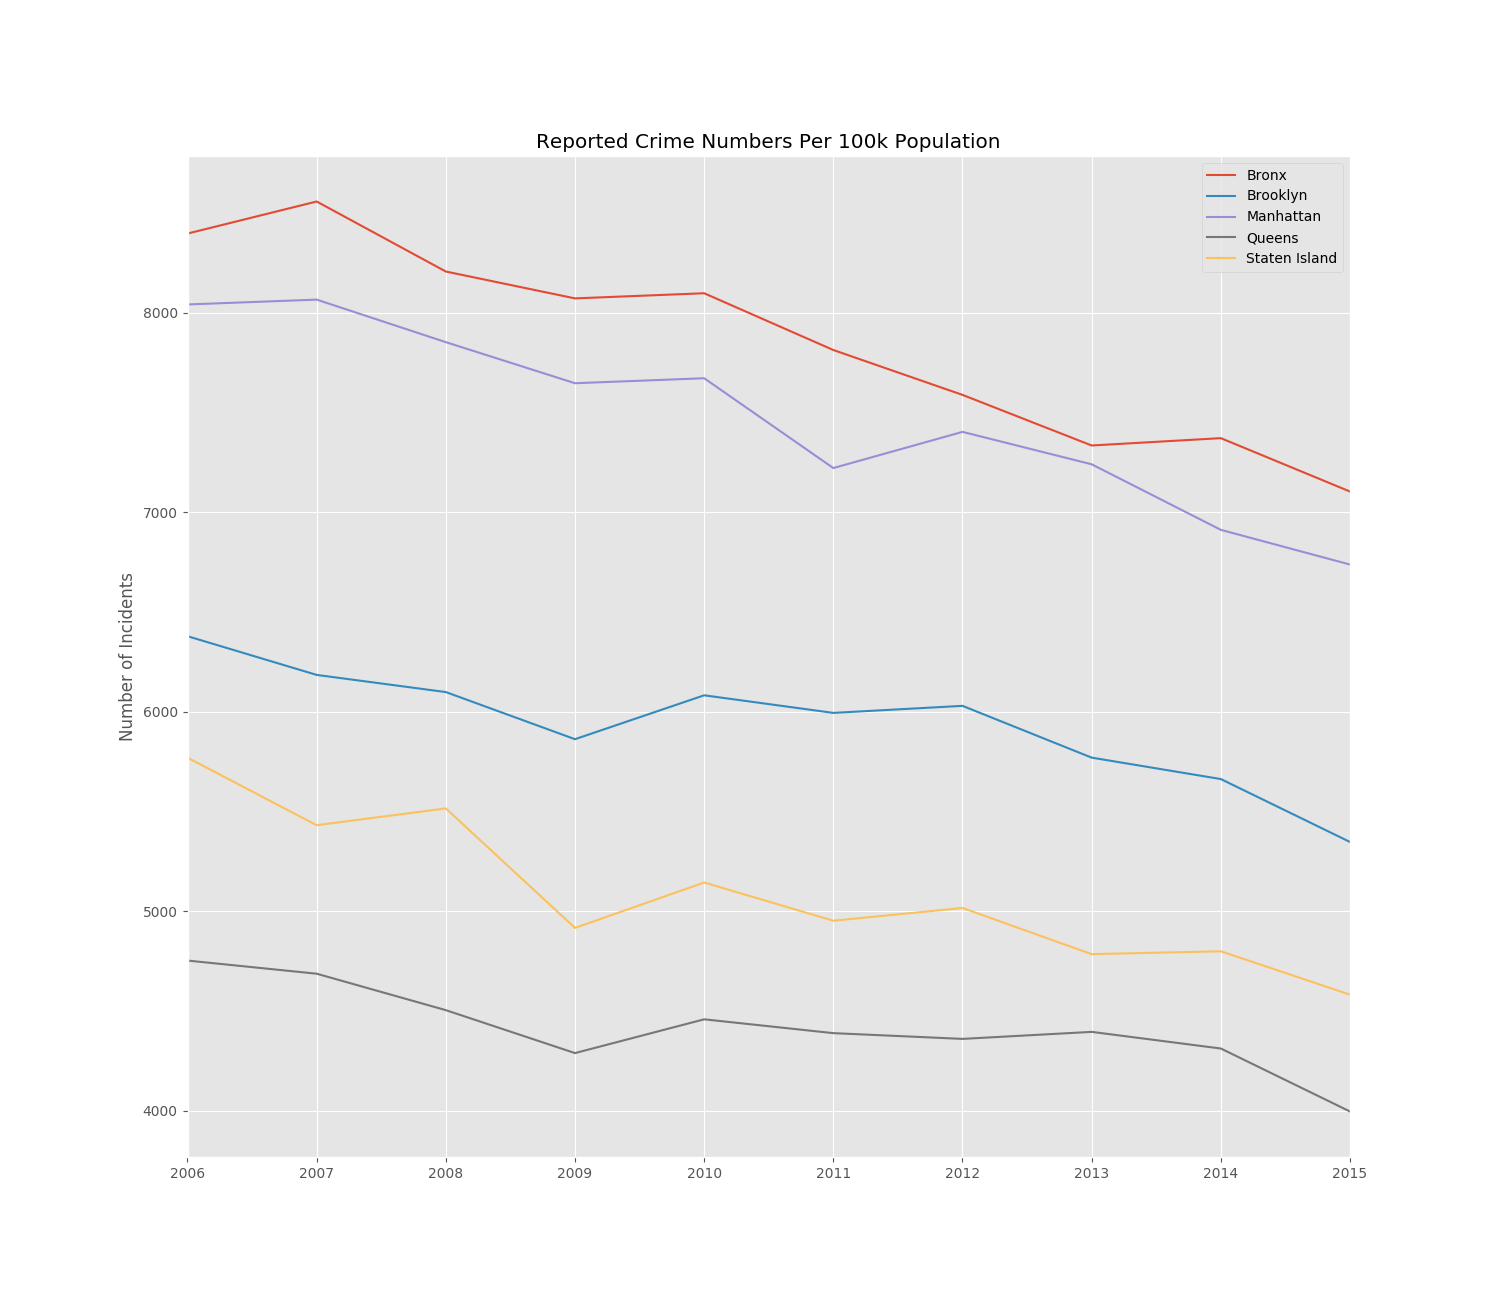 Reported Crime Numbers Per 100k Population
Bronx
Brooklyn
Manhattan
Queens
Staten Island
Number of Incidents
8000
7000
6000
5000
4000
2006 2007 2008 2009 2010 2011 2012 2013 2014 2015